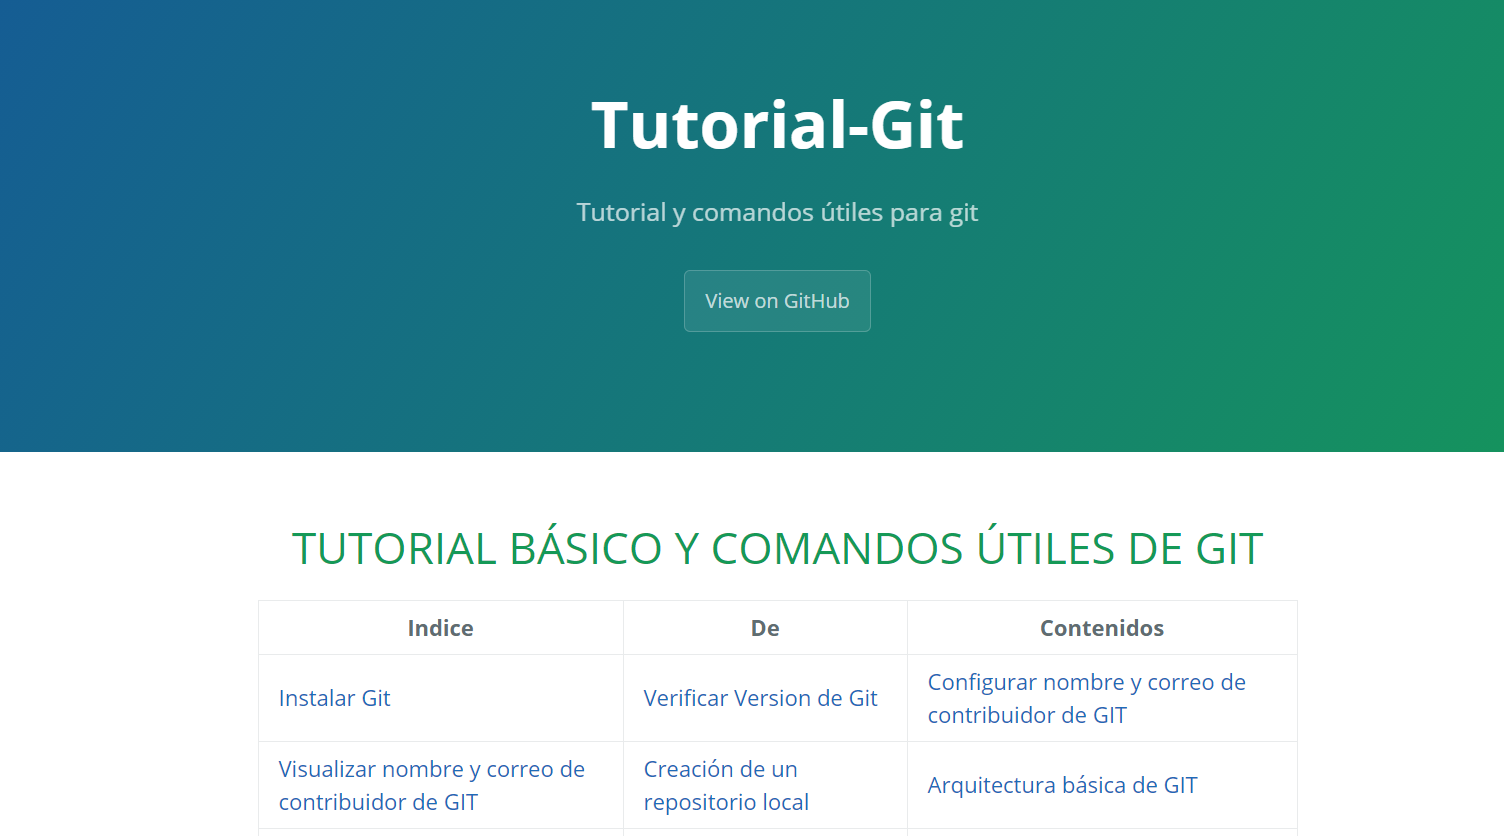 Tutorial-Git
Tutorial y comandos útiles para git
View on GitHub
TUTORIAL BÁSICO Y COMANDOS ÚTILES DE GIT
Indice De Contenidos
Instalar Git
Verificar Version de Git
Configurar nombre y correo de
contribuidor de GIT
Visualizar nombre y correo de
contribuidor de GIT
Creación de un
repositorio local
Arquitectura básica de GIT